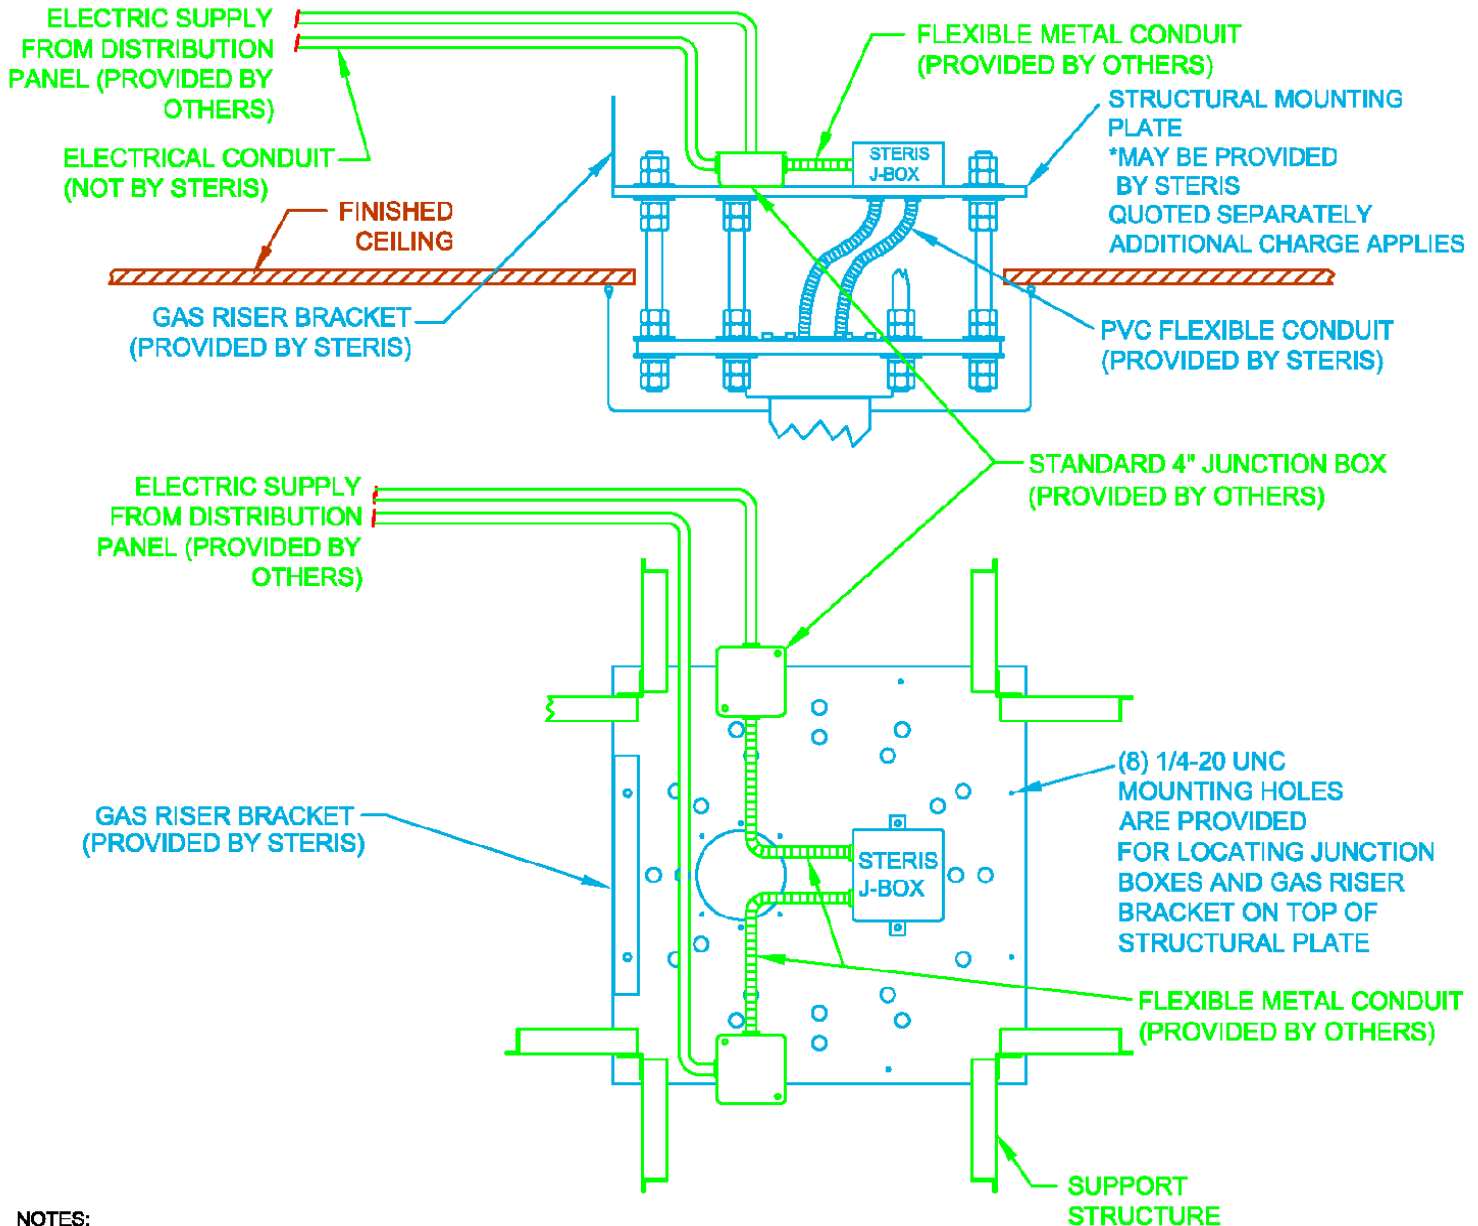 ELECTRIC SUPPLY
FROM DISTRIBUTION
PANEL (PROVIDED BY
OTHERS)
FLEXIBLE METAL CONDUIT
(PROVIDED BY OTHERS)
STRUCTURAL MOUNTING
PLATE
*MAY BE PROVIDED
BY STERIS
QUOTED SEPARATELY
ADDITIONAL CHARGE APPLIES
ELECTRICAL CONDUIT
(NOT BY STERIS)
STERIS
J-BOX
FINISHED
CEILING
GAS RISER BRACKET
(PROVIDED BY STERIS)
PVC FLEXIBLE CONDUIT
(PROVIDED BY STERIS)
STANDARD 4" JUNCTION BOX
(PROVIDED BY OTHERS)
ELECTRIC SUPPLY
FROM DISTRIBUTION
PANEL (PROVIDED BY
OTHERS)
GAS RISER BRACKET
(PROVIDED BY STERIS)
STERIS
J-BOX
(8) 1/4-20 UNC
MOUNTING HOLES
ARE PROVIDED
FOR LOCATING JUNCTION
BOXES AND GAS RISER
BRACKET ON TOP OF
STRUCTURAL PLATE
FLEXIBLE METAL CONDUIT
(PROVIDED BY OTHERS)
SUPPORT
STRUCTURE
NOTES: